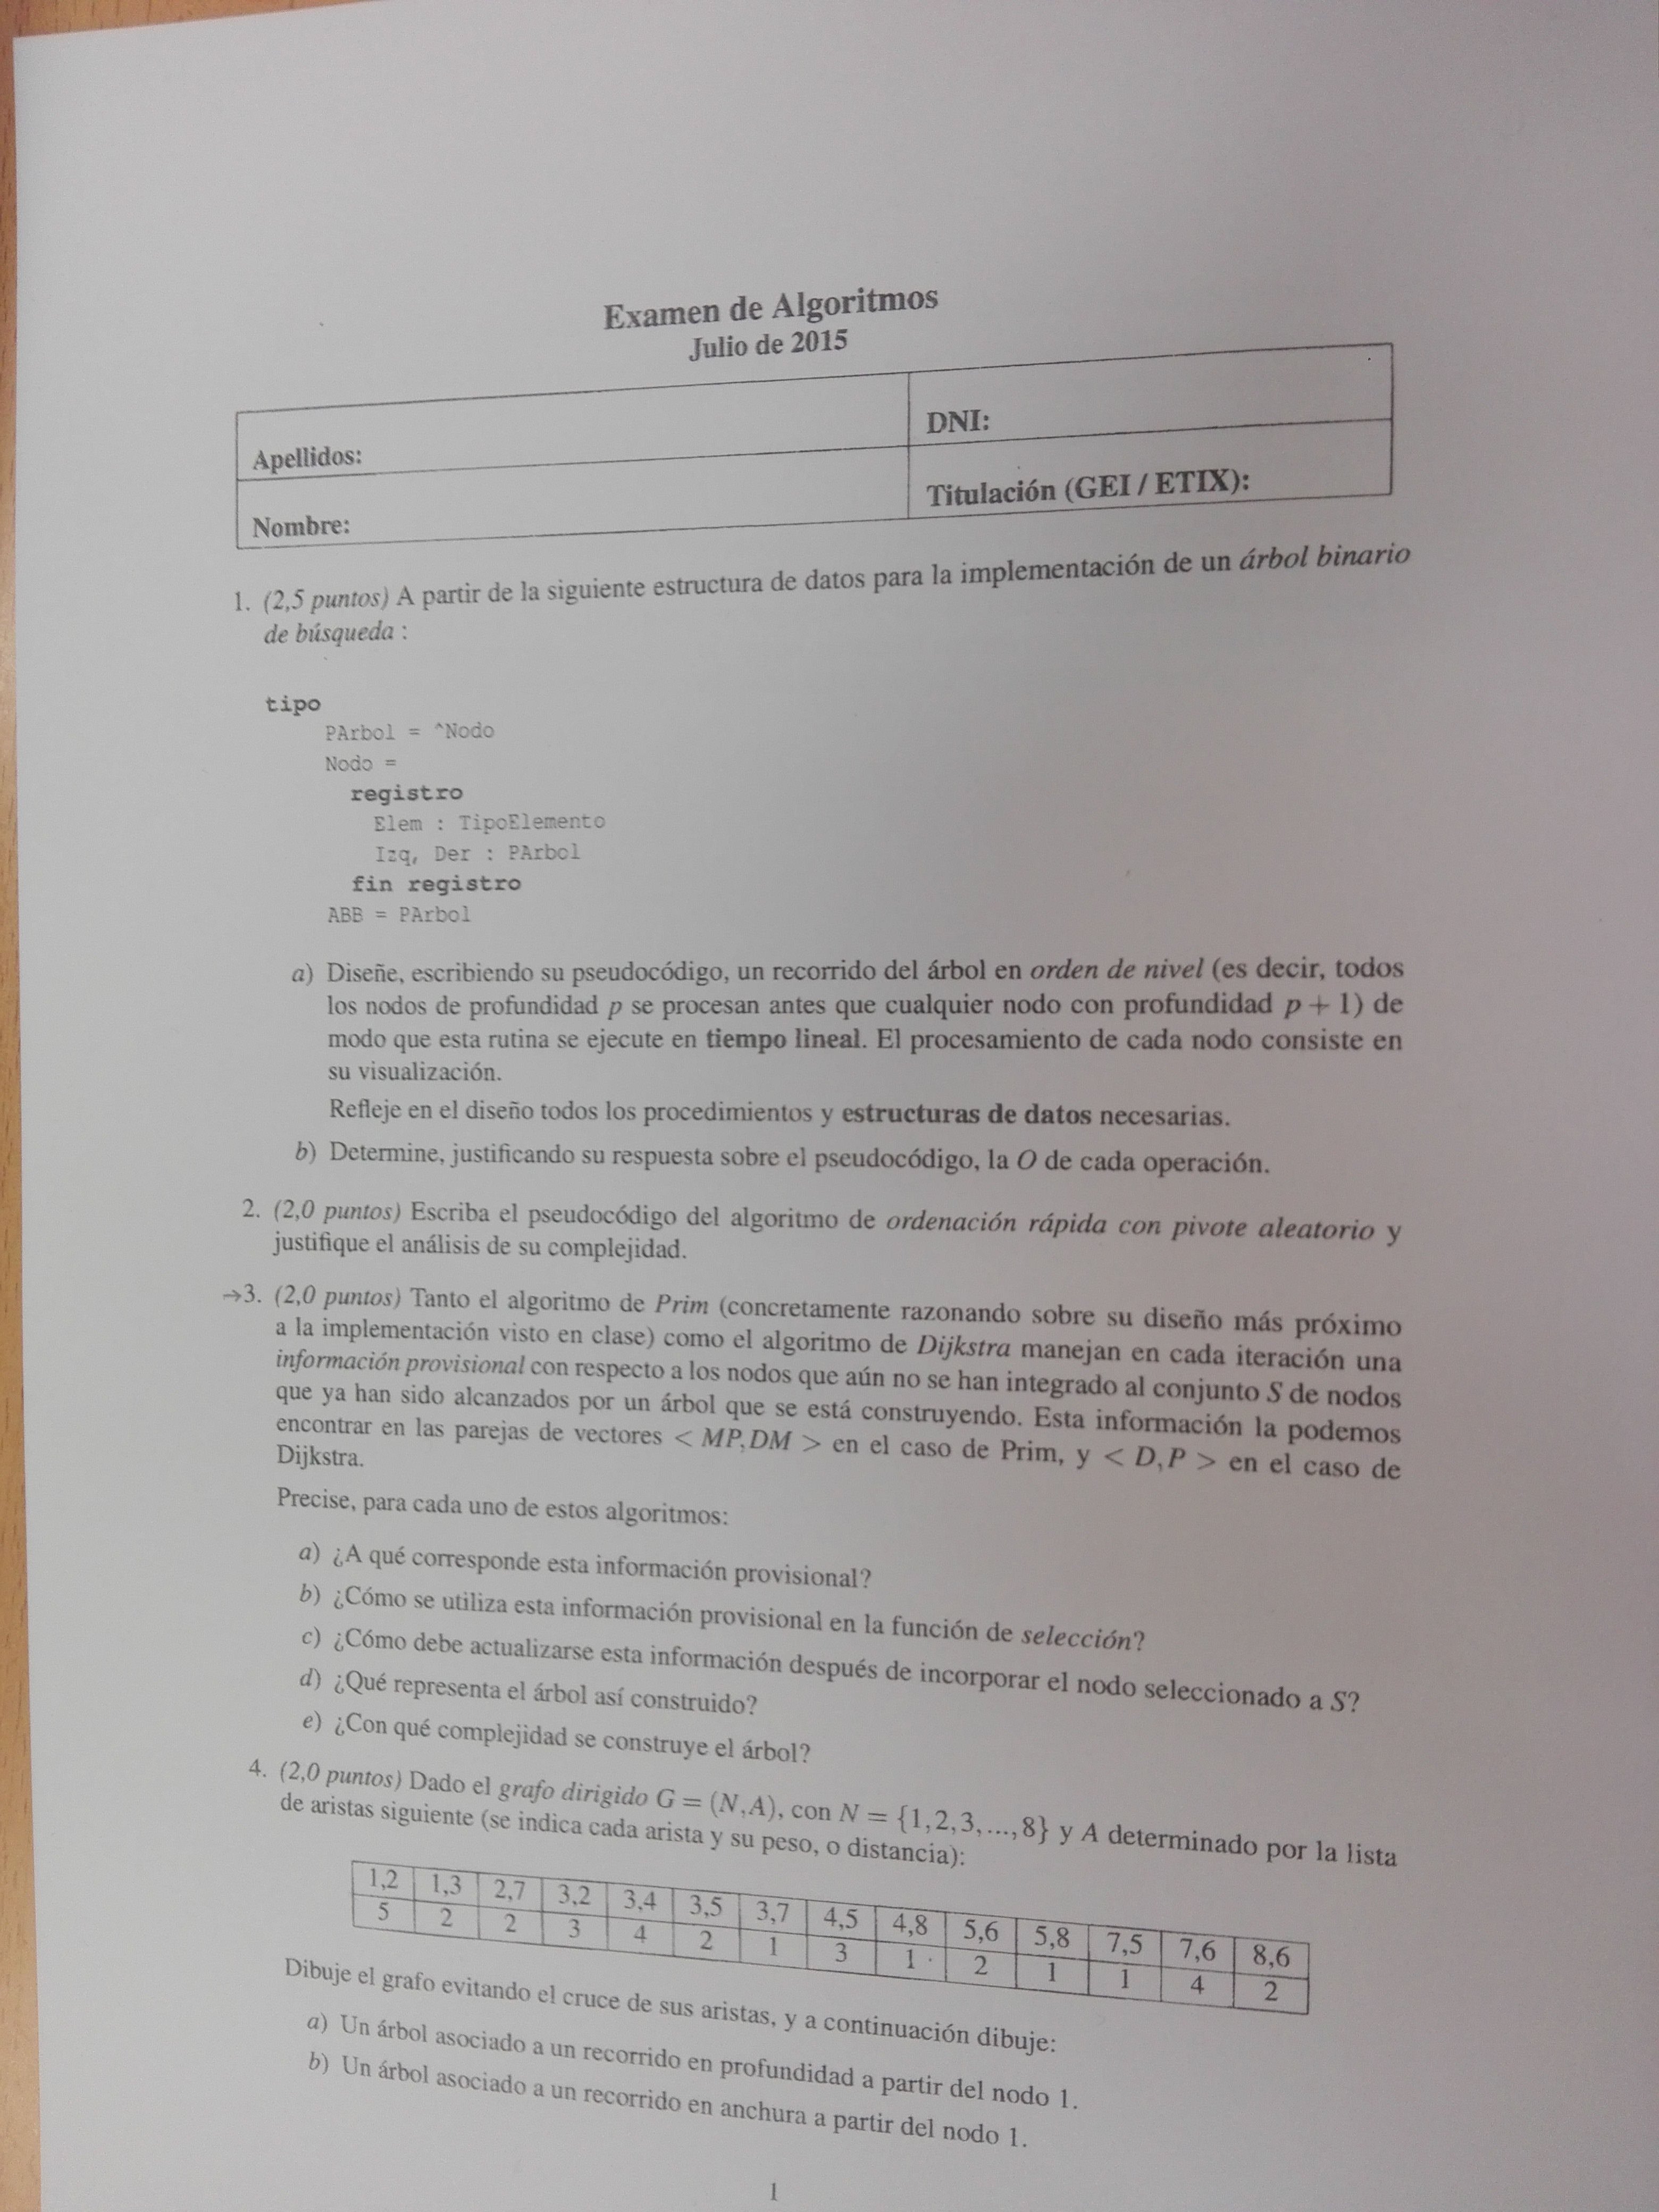 Examen de Algoritmos
Julio de 2015
Apellidos:
DNI:
Nombre:
Titulación (GEI / ETIX):
1. (2,5 puntos) A partir de la siguiente estructura de datos para la implementación de un árbol binario
de búsqueda :
tipo
PArbol = ^Nodo
Nodo =
registro
Elem : TipoElemento
Izq, Der : PArbol
fin registro
ABB = PArbol
a) Diseñe, escribiendo su pseudocódigo, un recorrido del árbol en orden de nivel (es decir, todos
los nodos de profundidad p se procesan antes que cualquier nodo con profundidad p + 1) de
modo que esta rutina se ejecute en tiempo lineal. El procesamiento de cada nodo consiste en
su visualización.
Refleje en el diseño todos los procedimientos y estructuras de datos necesarias.
b) Determine, justificando su respuesta sobre el pseudocódigo, la O de cada operación.
2. (2,0 puntos) Escriba el pseudocódigo del algoritmo de ordenación rápida con pivote aleatorio y
justifique el análisis de su complejidad.
→3. (2,0 puntos) Tanto el algoritmo de Prim (concretamente razonando sobre su diseño más próximo
a la implementación visto en clase) como el algoritmo de Dijkstra manejan en cada iteración una
información provisional con respecto a los nodos que aún no se han integrado al conjunto S de nodos
que ya han sido alcanzados por un árbol que se está construyendo. Esta información la podemos
encontrar en las parejas de vectores < MP, DM > en el caso de Prim, y < D, P > en el caso de
Dijkstra.
Precise, para cada uno de estos algoritmos:
a) ¿A qué corresponde esta información provisional?
b) ¿Cómo se utiliza esta información provisional en la función de selección?
c) ¿Cómo debe actualizarse esta información después de incorporar el nodo seleccionado a S?
d) ¿Qué representa el árbol así construido?
e) ¿Con qué complejidad se construye el árbol?
4. (2,0 puntos) Dado el grafo dirigido G = (N,A), con N = {1,2,3,...,8} y A determinado por la lista
de aristas siguiente (se indica cada arista y su peso, o distancia):
1,2 1,3 2,7 3,2 3,4 3,5 3,7 4,5 4,8 5,6 5,8 7,5 7,6 8,6
5 2 2 3 4 2 1 3 1 2 1 1 4 2
Dibuje el grafo evitando el cruce de sus aristas, y a continuación dibuje:
a) Un árbol asociado a un recorrido en profundidad a partir del nodo 1.
b) Un árbol asociado a un recorrido en anchura a partir del nodo 1.
1